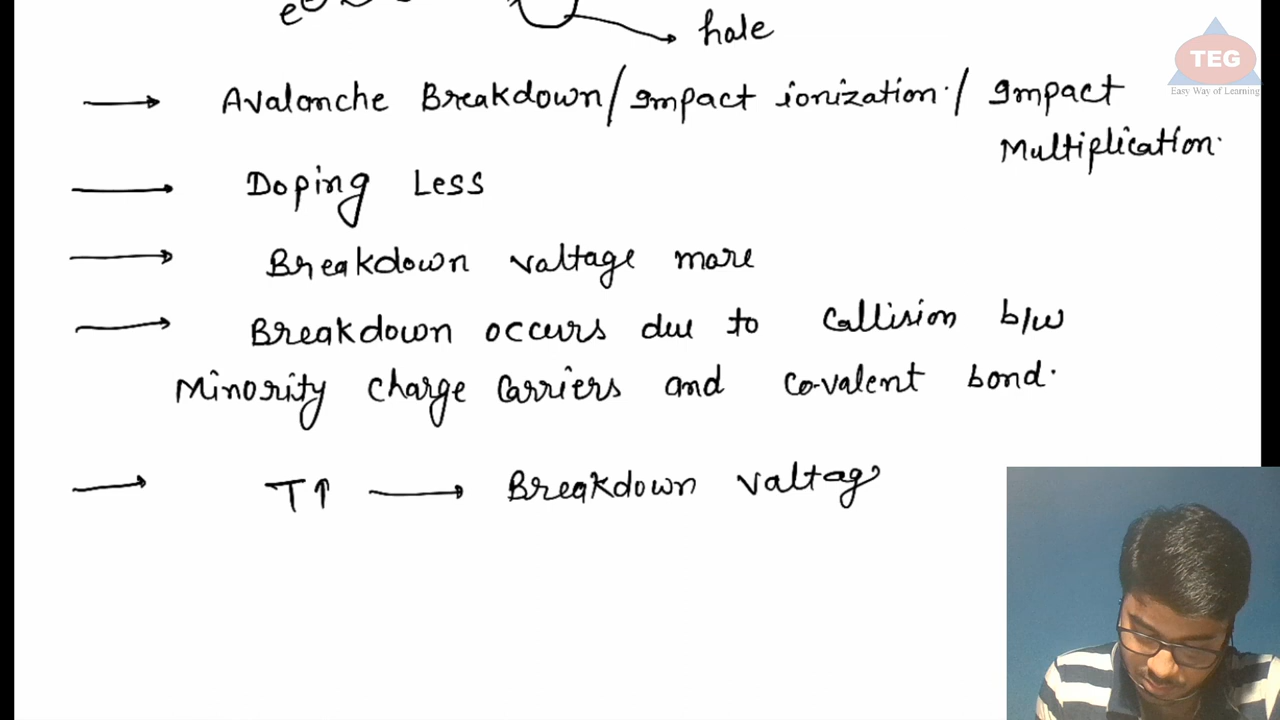 e
hole
TEG
Easy Way of Learning
→ Avalanche Breakdown/Impact ionization./ Impact
Multiplication.
→ Doping Less
→ Breakdown voltage more
→ Breakdown occurs due to Collision b/w
Minority Charge Carriers and Co-valent bond.
→ T↑ → Breakdown voltag